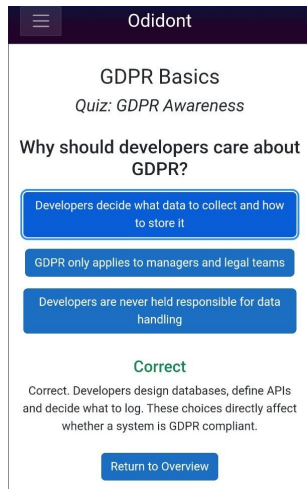 Odidont
GDPR Basics
Quiz: GDPR Awareness
Why should developers care about
GDPR?
Developers decide what data to collect and how
to store it
GDPR only applies to managers and legal teams
Developers are never held responsible for data
handling
Correct
Correct. Developers design databases, define APIs
and decide what to log. These choices directly affect
whether a system is GDPR compliant.
Return to Overview